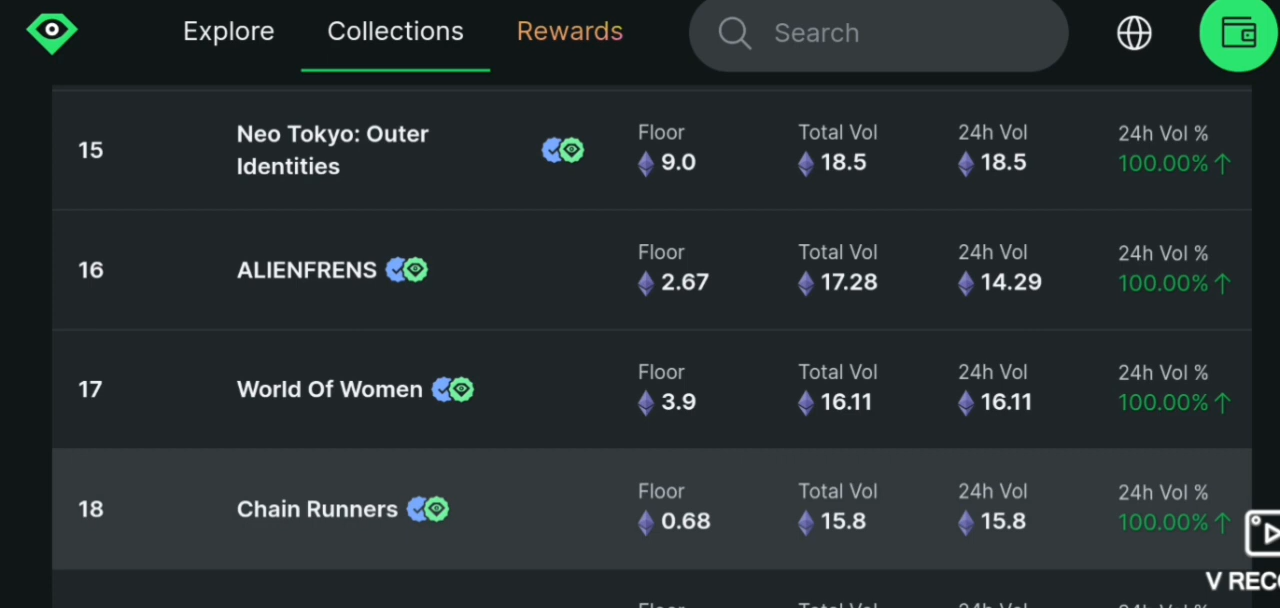 Explore Collections Rewards Search
Floor Total Vol 24h Vol 24h Vol %
15 Neo Tokyo: Outer Identities 9.0 18.5 18.5 100.00% ↑
Floor Total Vol 24h Vol 24h Vol %
16 ALIENFRENS 2.67 17.28 14.29 100.00% ↑
Floor Total Vol 24h Vol 24h Vol %
17 World Of Women 3.9 16.11 16.11 100.00% ↑
Floor Total Vol 24h Vol 24h Vol %
18 Chain Runners 0.68 15.8 15.8 100.00% ↑
V REC